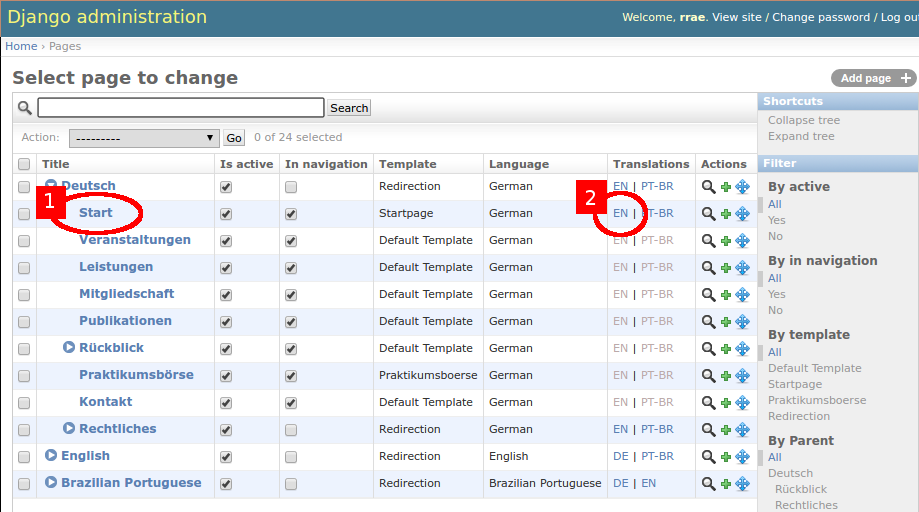 Django administration
Welcome, rrae. View site / Change password / Log out
Home › Pages
Select page to change
Add page +
Search
Action: --------- Go 0 of 24 selected
Title Is active In navigation Template Language Translations Actions
Deutsch Redirection German EN | PT-BR
1 2
Start Startpage German EN | PT-BR
Veranstaltungen Default Template German EN | PT-BR
Leistungen Default Template German EN | PT-BR
Mitgliedschaft Default Template German EN | PT-BR
Publikationen Default Template German EN | PT-BR
Rückblick Default Template German EN | PT-BR
Praktikumsbörse Praktikumsboerse German EN | PT-BR
Kontakt Default Template German EN | PT-BR
Rechtliches Redirection German EN | PT-BR
English Redirection English DE | PT-BR
Brazilian Portuguese Redirection Brazilian Portuguese DE | EN
Shortcuts
Collapse tree
Expand tree
Filter
By active
All
Yes
No
By in navigation
All
Yes
No
By template
All
Default Template
Startpage
Praktikumsboerse
Redirection
By Parent
All
Deutsch
Rückblick
Rechtliches